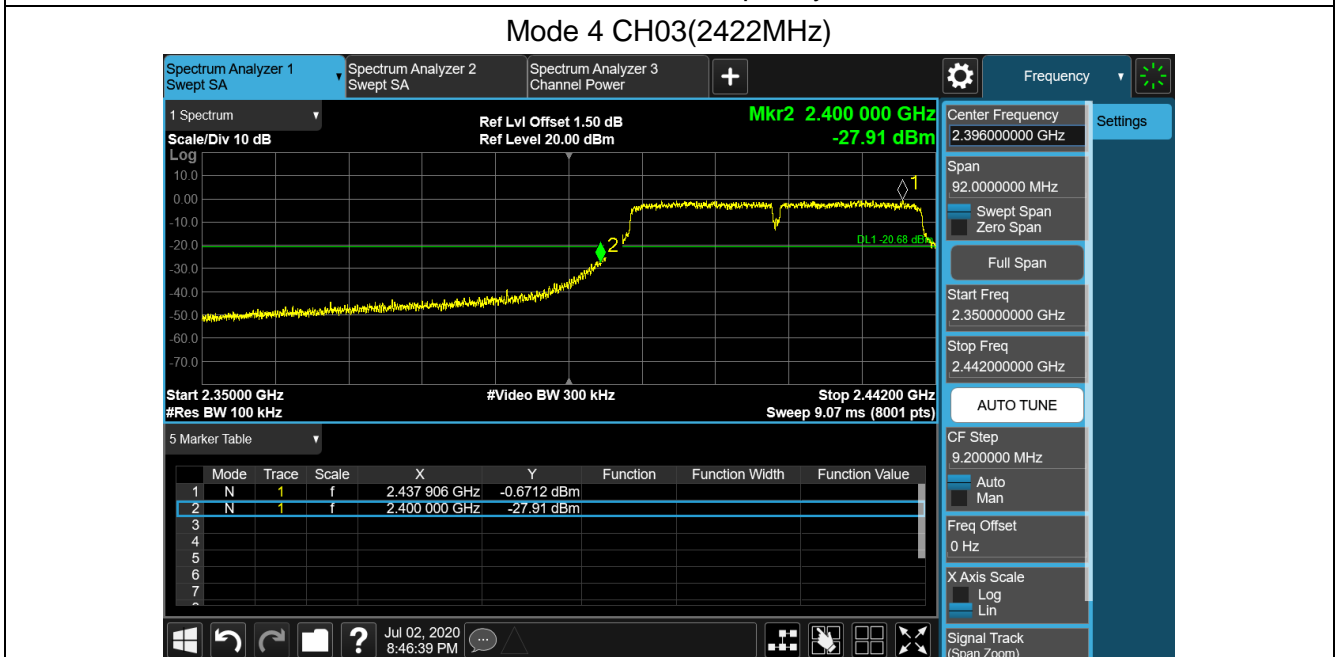 Mode 4 CH03(2422MHz)
Spectrum Analyzer 1
Swept SA
Spectrum Analyzer 2
Swept SA
Spectrum Analyzer 3
Channel Power
Frequency
1 Spectrum
Scale/Div 10 dB
Ref Lvl Offset 1.50 dB
Ref Level 20.00 dBm
Mkr2 2.400 000 GHz
-27.91 dBm
Log
10.0
0.00
-10.0
-20.0
-30.0
-40.0
-50.0
-60.0
-70.0
1
2
DL1 -20.68 dBm
Start 2.35000 GHz
#Res BW 100 kHz
#Video BW 300 kHz
Stop 2.44200 GHz
Sweep 9.07 ms (8001 pts)
5 Marker Table
Mode Trace Scale X Y Function Function Width Function Value
1 N 1 f 2.437 906 GHz -0.6712 dBm
2 N 1 f 2.400 000 GHz -27.91 dBm
3
4
5
6
7
Jul 02, 2020
8:46:39 PM
Center Frequency
2.396000000 GHz
Settings
Span
92.0000000 MHz
Swept Span
Zero Span
Full Span
Start Freq
2.350000000 GHz
Stop Freq
2.442000000 GHz
AUTO TUNE
CF Step
9.200000 MHz
Auto
Man
Freq Offset
0 Hz
X Axis Scale
Log
Lin
Signal Track
(Span Zoom)